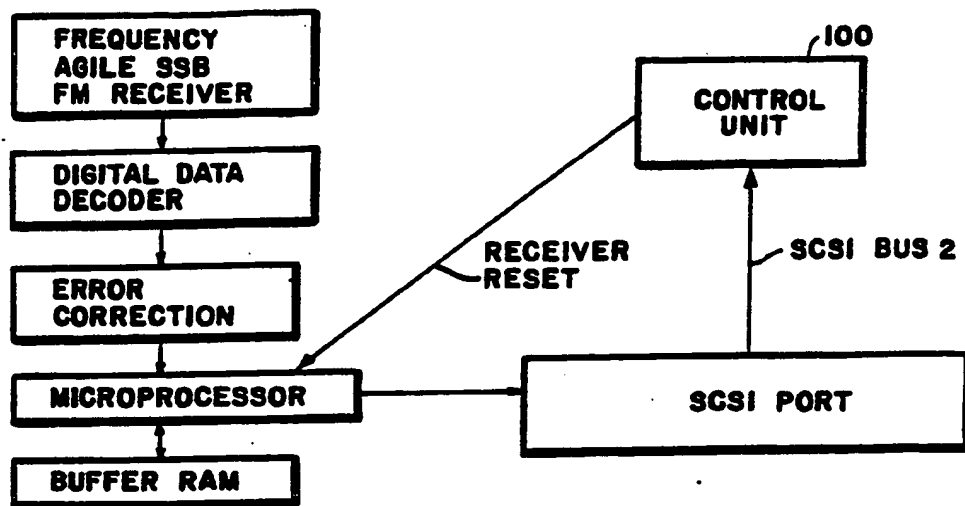 FREQUENCY
AGILE SSB
FM RECEIVER
DIGITAL DATA
DECODER
ERROR
CORRECTION
MICROPROCESSOR
BUFFER RAM
RECEIVER
RESET
100
CONTROL
UNIT
SCSI BUS 2
SCSI PORT